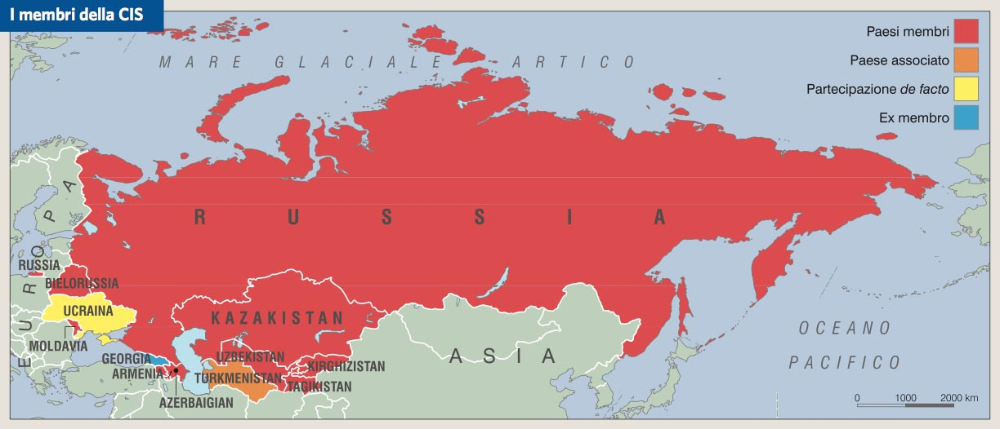 I membri della CIS
MARE GLACIALE ARTICO
Paesi membri
Paese associato
Partecipazione de facto
Ex membro
EUROPA
RUSSIA
RUSSIA
BIELORUSSIA
UCRAINA
KAZAKISTAN
MOLDAVIA
GEORGIA
ARMENIA
AZERBAIGIAN
UZBEKISTAN
TURKMENISTAN
KIRGHIZISTAN
TAGIKISTAN
ASIA
OCEANO
PACIFICO
0 1000 2000 km